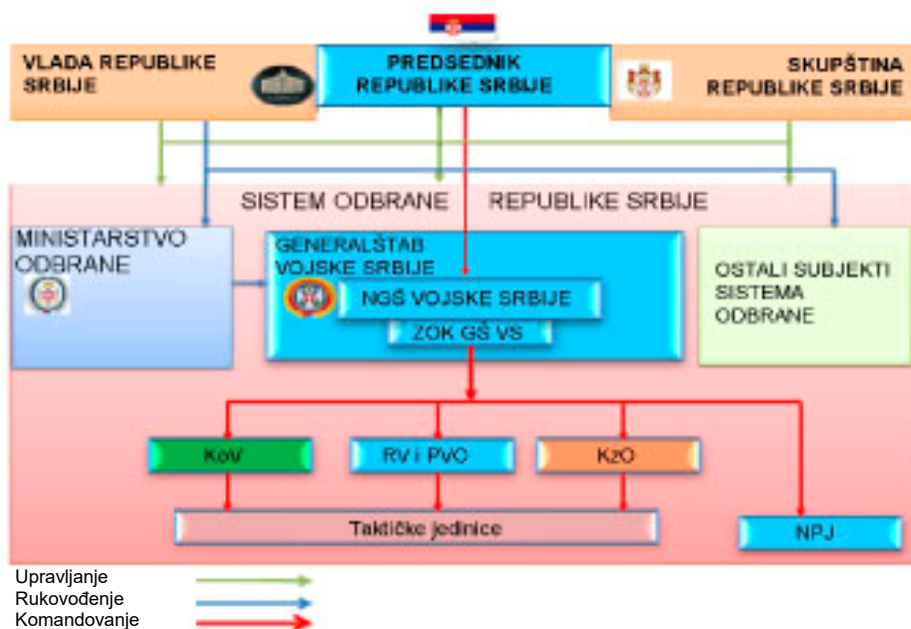 VLADA REPUBLIKE
SRBIJE
PREDSEDNIK
REPUBLIKE SRBIJE
SKUPŠTINA
REPUBLIKE SRBIJE
SISTEM ODBRANE REPUBLIKE SRBIJE
MINISTARSTVO
ODBRANE
GENERALŠTAB
VOJSKE SRBIJE
NGŠ VOJSKE SRBIJE
ZOK GŠ VS
OSTALI SUBJEKTI
SISTEMA
ODBRANE
KoV
RV i PVO
KzO
Taktičke jedinice
NPJ
Upravljanje
Rukovođenje
Komandovanje